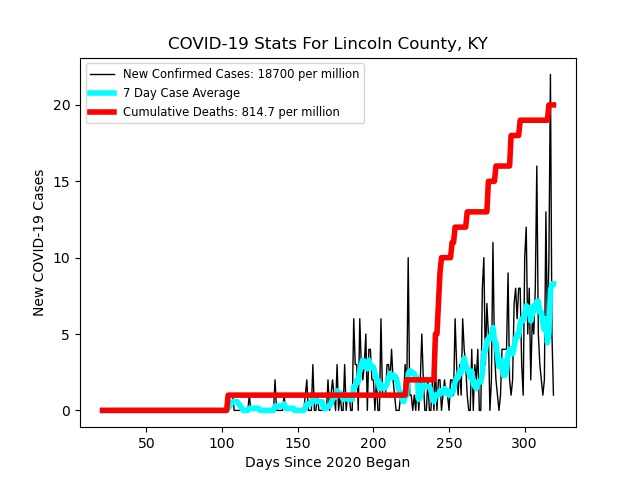 COVID-19 Stats For Lincoln County, KY
New Confirmed Cases: 18700 per million
7 Day Case Average
Cumulative Deaths: 814.7 per million
New COVID-19 Cases
20
15
10
5
0
50 100 150 200 250 300
Days Since 2020 Began